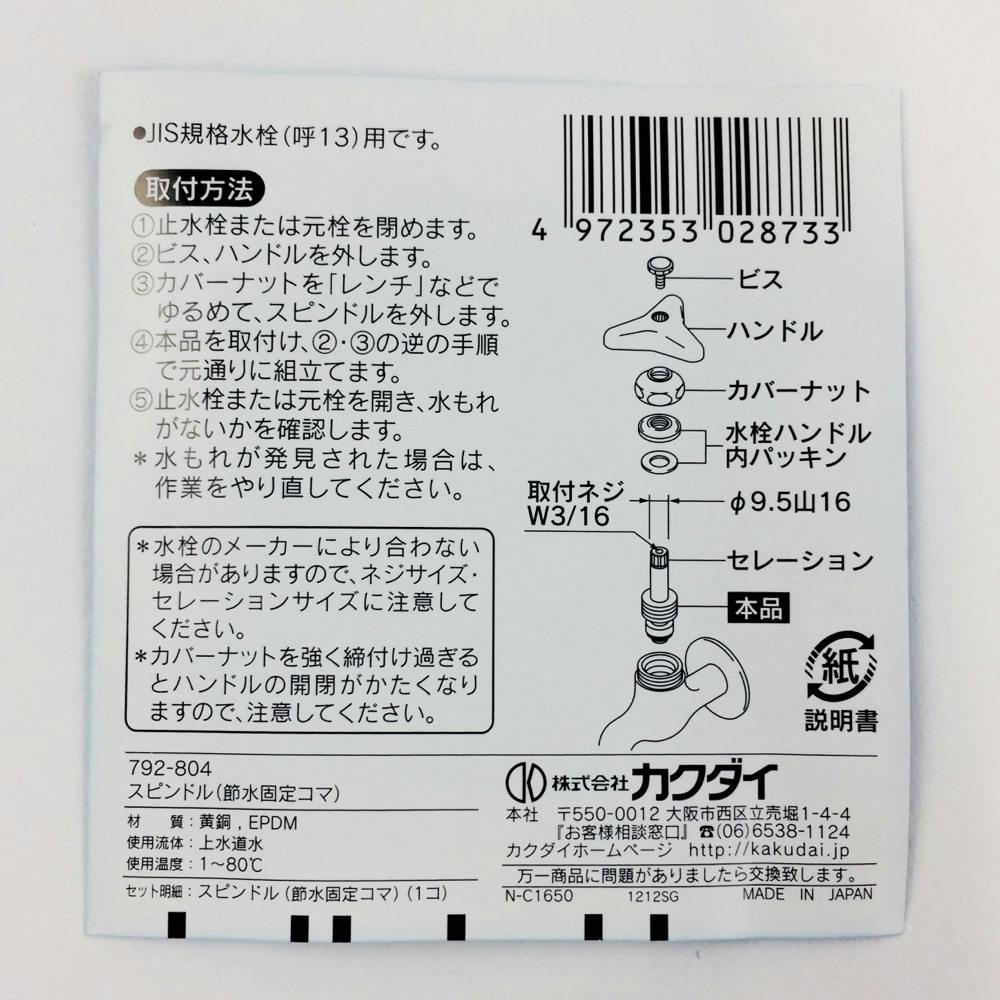 ●JIS規格水栓(呼13)用です。
取付方法
①止水栓または元栓を閉めます。
②ビス、ハンドルを外します。
③カバーナットを「レンチ」などで
ゆるめて、スピンドルを外します。
④本品を取付け、②・③の逆の手順
で元通りに組立てます。
⑤止水栓または元栓を開き、水もれ
がないかを確認します。
＊水もれが発見された場合は、
作業をやり直してください。
＊水栓のメーカーにより合わない
場合がありますので、ネジサイズ・
セレーションサイズに注意して
ください。
＊カバーナットを強く締付け過ぎる
とハンドルの開閉がかたくなり
ますので、注意してください。
4 972353 028733
ビス
ハンドル
カバーナット
水栓ハンドル
内パッキン
取付ネジ
W3/16
φ9.5山16
セレーション
本品
紙
説明書
792-804
スピンドル(節水固定コマ)
材　質：黄銅, EPDM
使用流体：上水道水
使用温度：1～80℃
セット明細：スピンドル(節水固定コマ)(1コ)
株式会社カクダイ
本社 〒550-0012 大阪市西区立売堀1-4-4
『お客様相談窓口』☎(06)6538-1124
カクダイホームページ http://kakudai.jp
万一商品に問題がありましたら交換致します。
N-C1650 1212SG MADE IN JAPAN